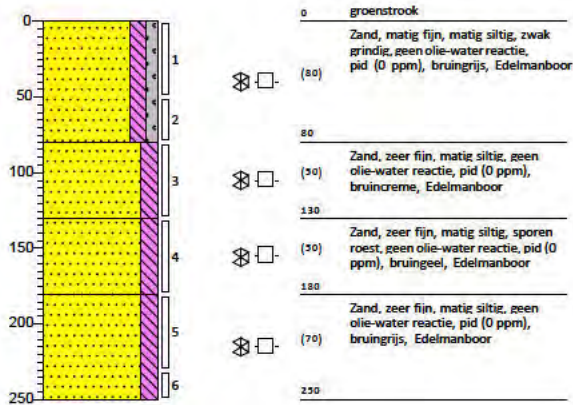 0 groenstrook
0
Zand, matig fijn, matig siltig, zwak
grindig, geen olie-water reactie,
pid (0 ppm), bruingrijs, Edelmanboor
(80)
1
50
2
80
100
3
Zand, zeer fijn, matig siltig, geen
olie-water reactie, pid (0 ppm),
bruincreme, Edelmanboor
(50)
130
150
4
Zand, zeer fijn, matig siltig, sporen
roest, geen olie-water reactie, pid (0
ppm), bruingeel, Edelmanboor
(50)
180
200
5
Zand, zeer fijn, matig siltig, geen
olie-water reactie, pid (0 ppm),
bruingrijs, Edelmanboor
(70)
6
250
250